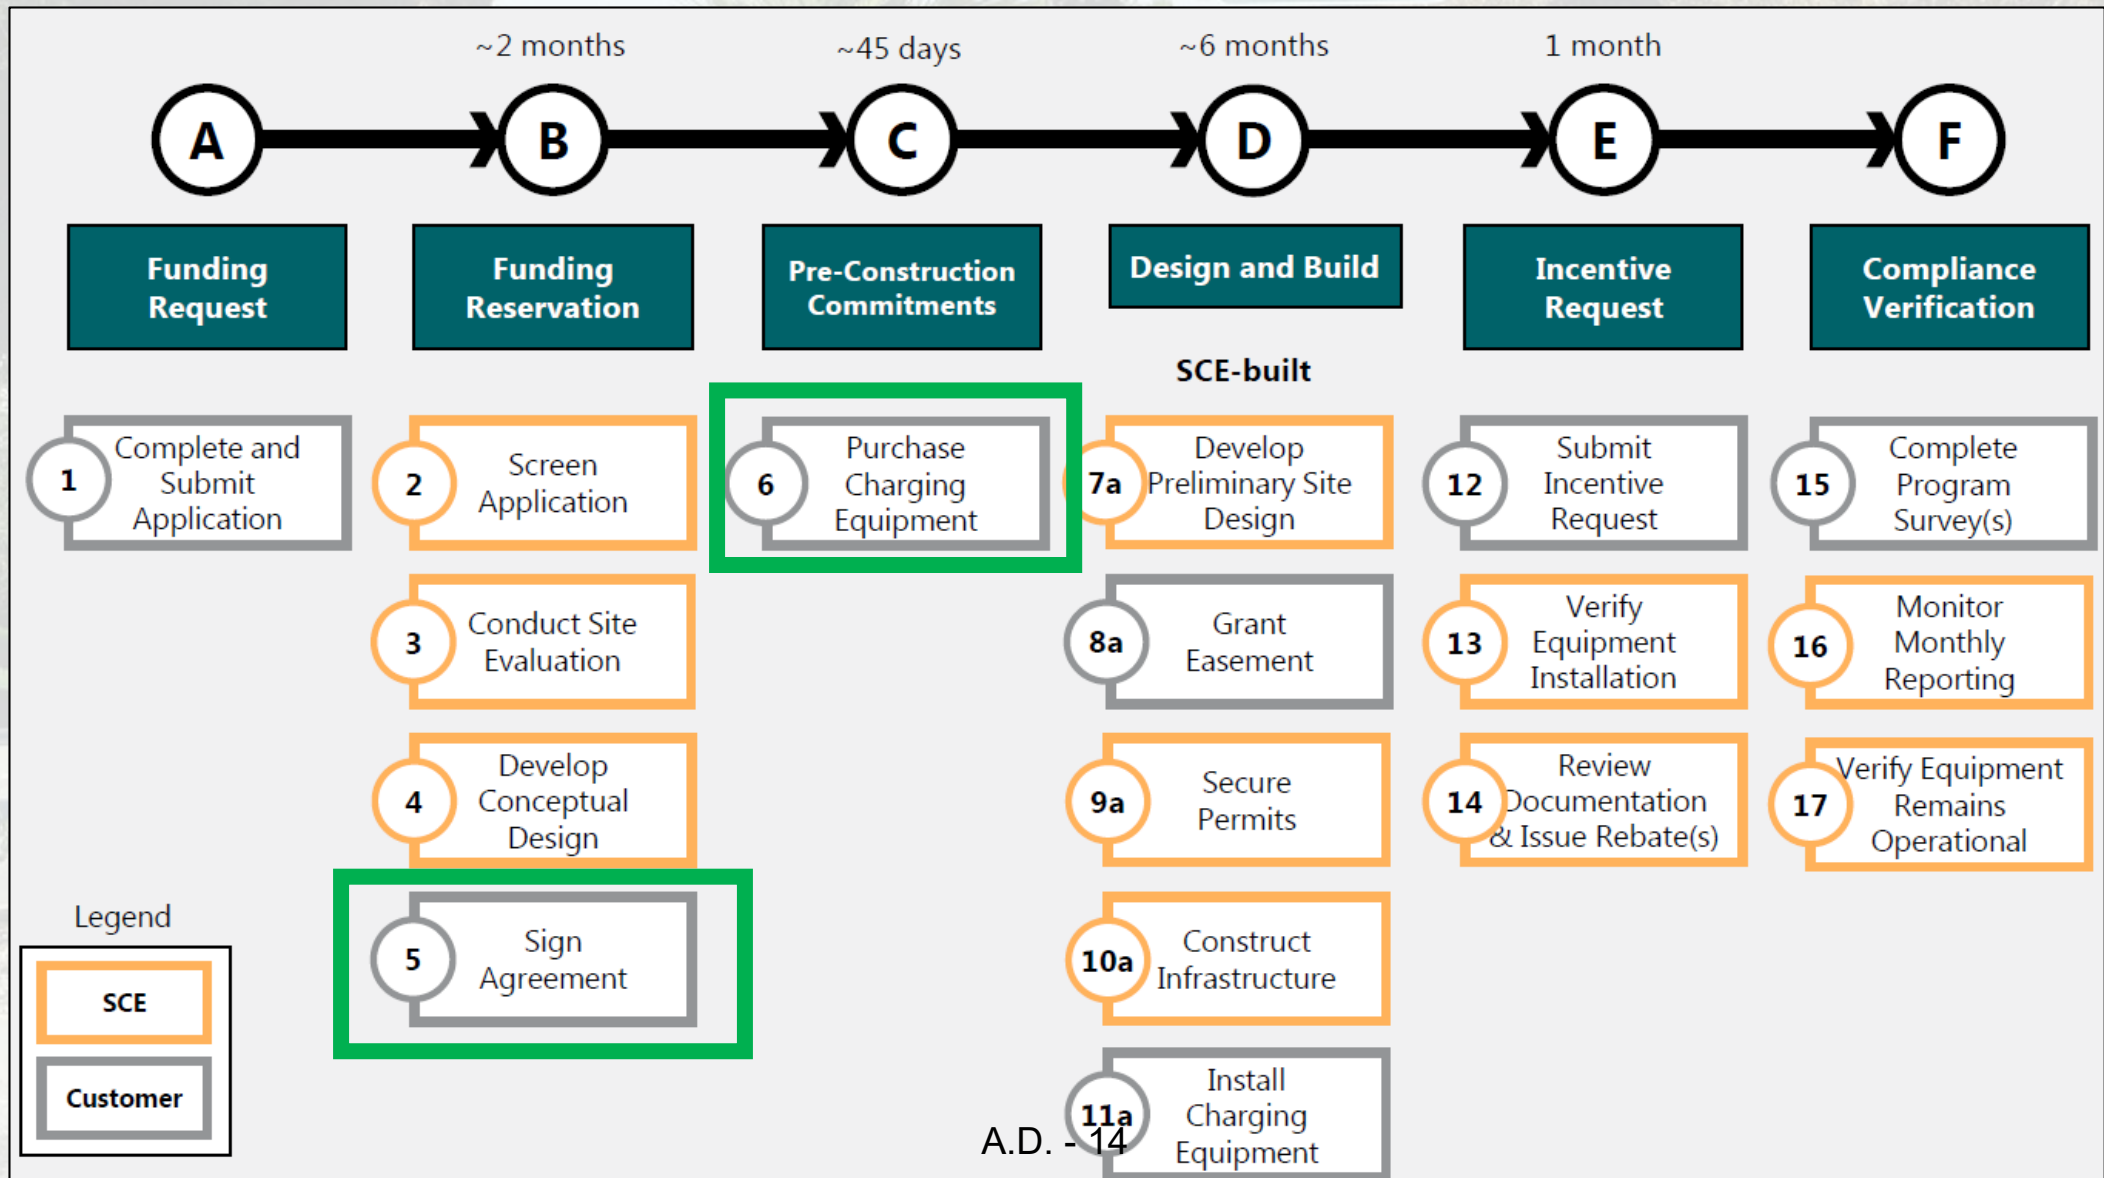 ~2 months
~45 days
~6 months
1 month
A
B
C
D
E
F
Funding
Request
Funding
Reservation
Pre-Construction
Commitments
Design and Build
Incentive
Request
Compliance
Verification
SCE-built
1
Complete and
Submit
Application
2
Screen
Application
3
Conduct Site
Evaluation
4
Develop
Conceptual
Design
5
Sign
Agreement
6
Purchase
Charging
Equipment
7a
Develop
Preliminary Site
Design
8a
Grant
Easement
9a
Secure
Permits
10a
Construct
Infrastructure
11a
Install
Charging
Equipment
12
Submit
Incentive
Request
13
Verify
Equipment
Installation
14
Review
Documentation
& Issue Rebate(s)
15
Complete
Program
Survey(s)
16
Monitor
Monthly
Reporting
17
Verify Equipment
Remains
Operational
Legend
SCE
Customer
A.D. - 14